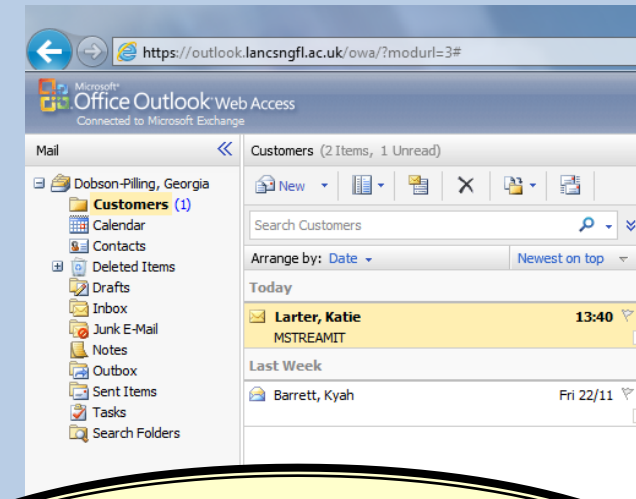 https://outlook.lancsngfl.ac.uk/owa/?modurl=3#
Microsoft®
Office Outlook® Web Access
Connected to Microsoft Exchange
Mail
Customers (2 Items, 1 Unread)
Dobson-Pilling, Georgia
Customers (1)
Calendar
Contacts
Deleted Items
Drafts
Inbox
Junk E-Mail
Notes
Outbox
Sent Items
Tasks
Search Folders
New
Search Customers
Arrange by: Date
Newest on top
Today
Larter, Katie 13:40
MSTREAMIT
Last Week
Barrett, Kyah Fri 22/11